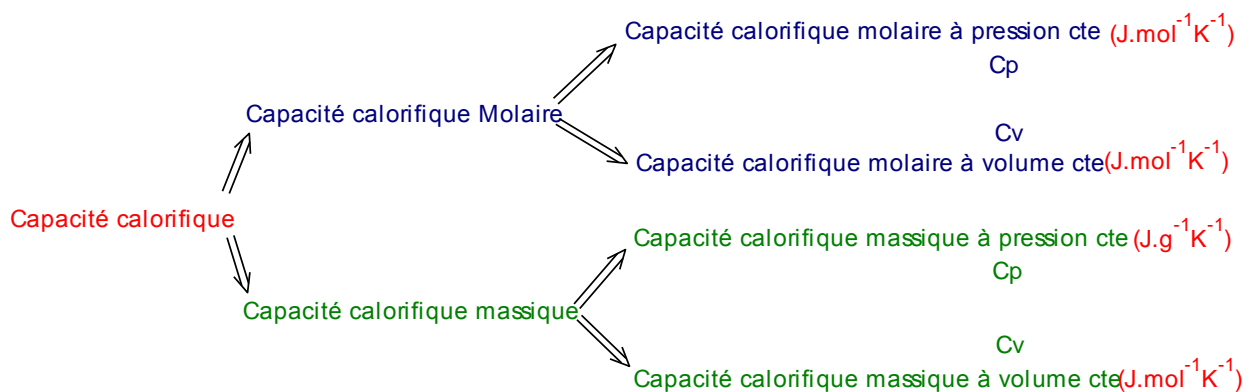 Capacité calorifique molaire à pression cte (J.mol⁻¹K⁻¹)
Cp
Capacité calorifique Molaire
Cv
Capacité calorifique molaire à volume cte(J.mol⁻¹K⁻¹)
Capacité calorifique
Capacité calorifique massique à pression cte (J.g⁻¹K⁻¹)
Cp
Capacité calorifique massique
Cv
Capacité calorifique massique à volume cte(J.mol⁻¹K⁻¹)